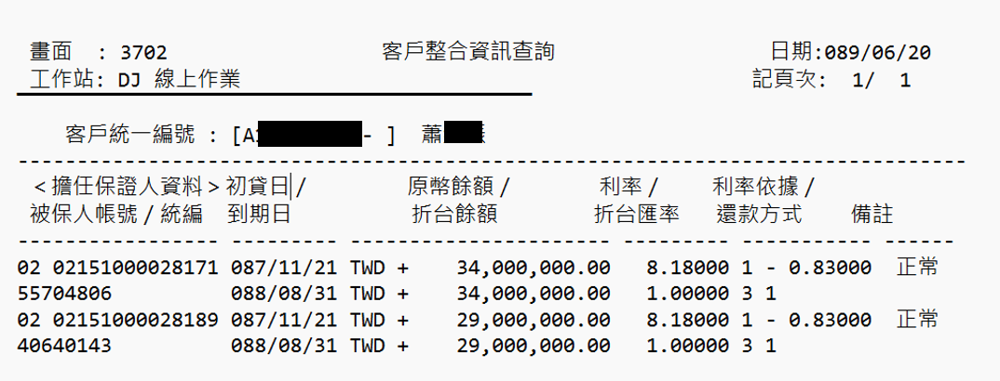 畫面 : 3702 客戶整合資訊查詢 日期:089/06/20
工作站: DJ 線上作業 記頁次: 1/ 1
客戶統一編號 : [A - ] 蕭
--------------------------------------------------------------------------------
<擔任保證人資料>初貸日/ 原幣餘額/ 利率/ 利率依據/
被保人帳號/統編 到期日 折台餘額 折台匯率 還款方式 備註
----------------- --------- ---------------------- --------- ----------- ------
02 02151000028171 087/11/21 TWD + 34,000,000.00 8.18000 1 - 0.83000 正常
55704806 088/08/31 TWD + 34,000,000.00 1.00000 3 1
02 02151000028189 087/11/21 TWD + 29,000,000.00 8.18000 1 - 0.83000 正常
40640143 088/08/31 TWD + 29,000,000.00 1.00000 3 1